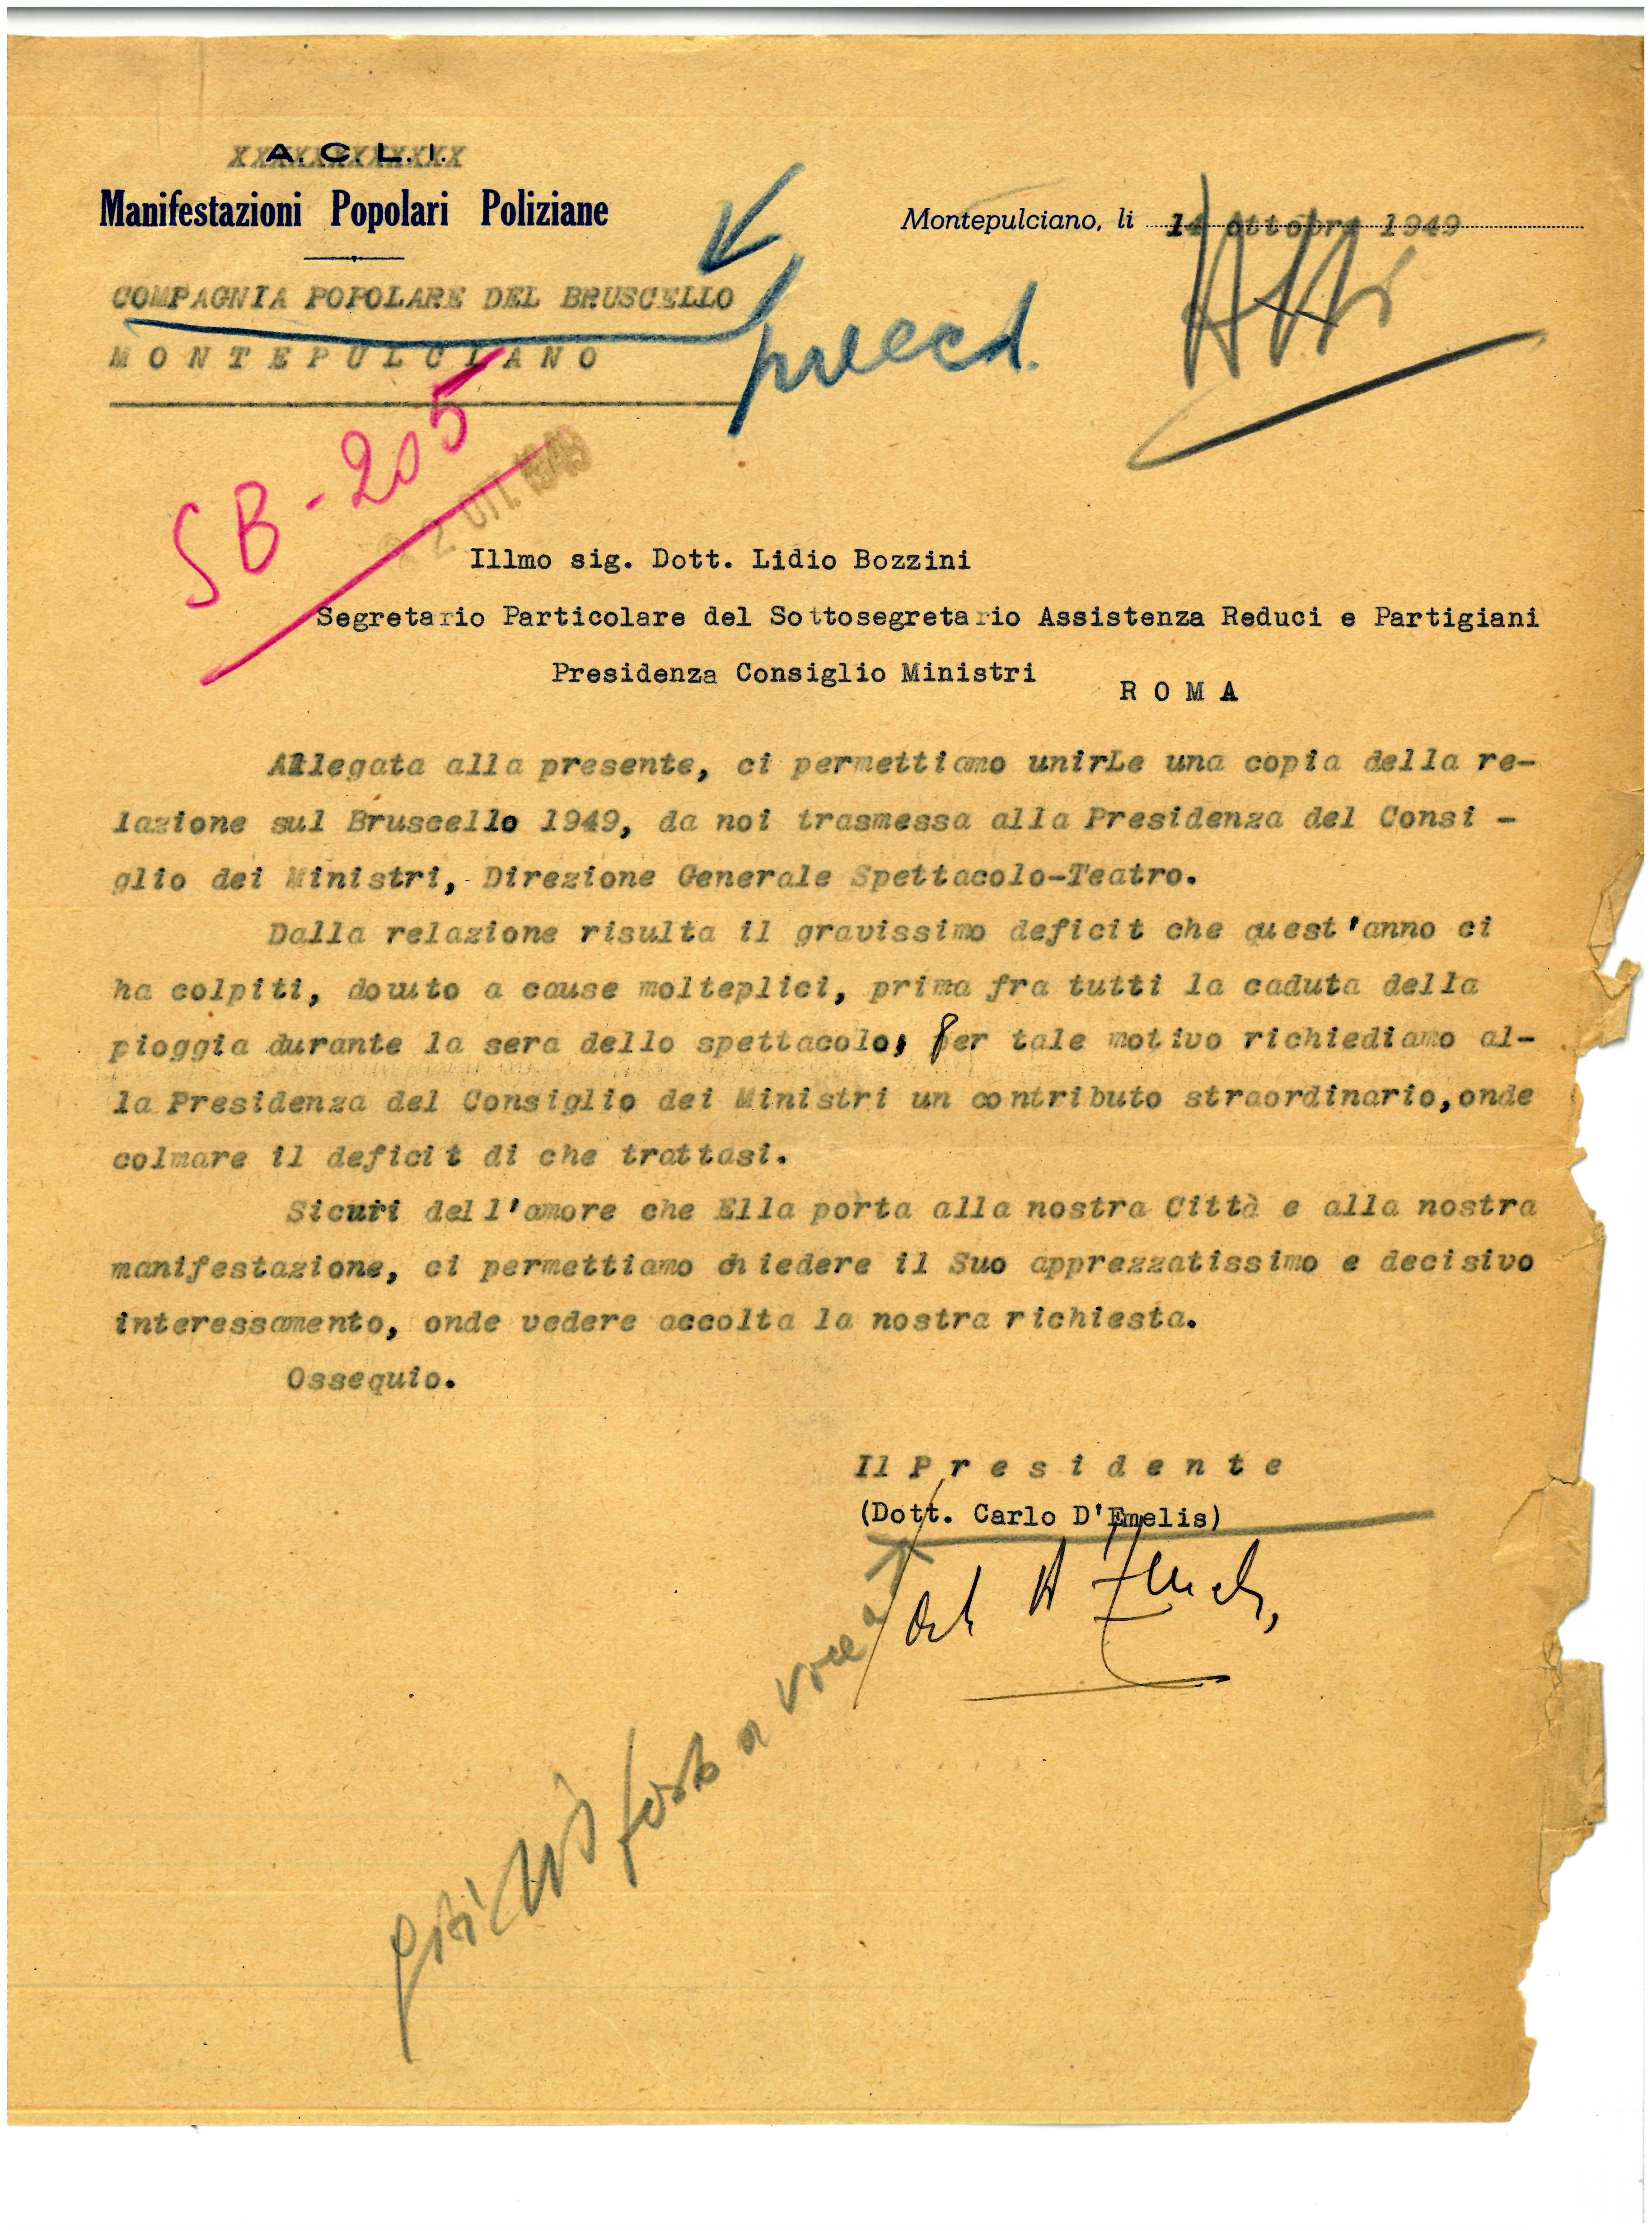 A. C. L. I.
XXXXXXXXXXXX
Manifestazioni Popolari Poliziane
Montepulciano, li 14 Ottobre 1949
COMPAGNIA POPOLARE DEL BRUSCELLO
MONTEPULCIANO
preced.
Atti
SB-205
22 OTT. 1949
Illmo sig. Dott. Lidio Bozzini
Segretario Particolare del Sottosegretario Assistenza Reduci e Partigiani
Presidenza Consiglio Ministri
R O M A
Allegata alla presente, ci permettiamo unirLe una copia della re-
lazione sul Bruscello 1949, da noi trasmessa alla Presidenza del Consi -
glio dei Ministri, Direzione Generale Spettacolo-Teatro.
Dalla relazione risulta il gravissimo deficit che quest'anno ci
ha colpiti, dovuto a cause molteplici, prima fra tutti la caduta della
pioggia durante la sera dello spettacolo; Per tale motivo richiediamo al-
la Presidenza del Consiglio dei Ministri un contributo straordinario,onde
colmare il deficit di che trattasi.
Sicuri dell'amore che Ella porta alla nostra Città e alla nostra
manifestazione, ci permettiamo chiedere il Suo apprezzatissimo e decisivo
interessamento, onde vedere accolta la nostra richiesta.
Ossequio.
Il P r e s i d e n t e
(Dott. Carlo D'Emelis)
Carlo D'Emelis
a voce a